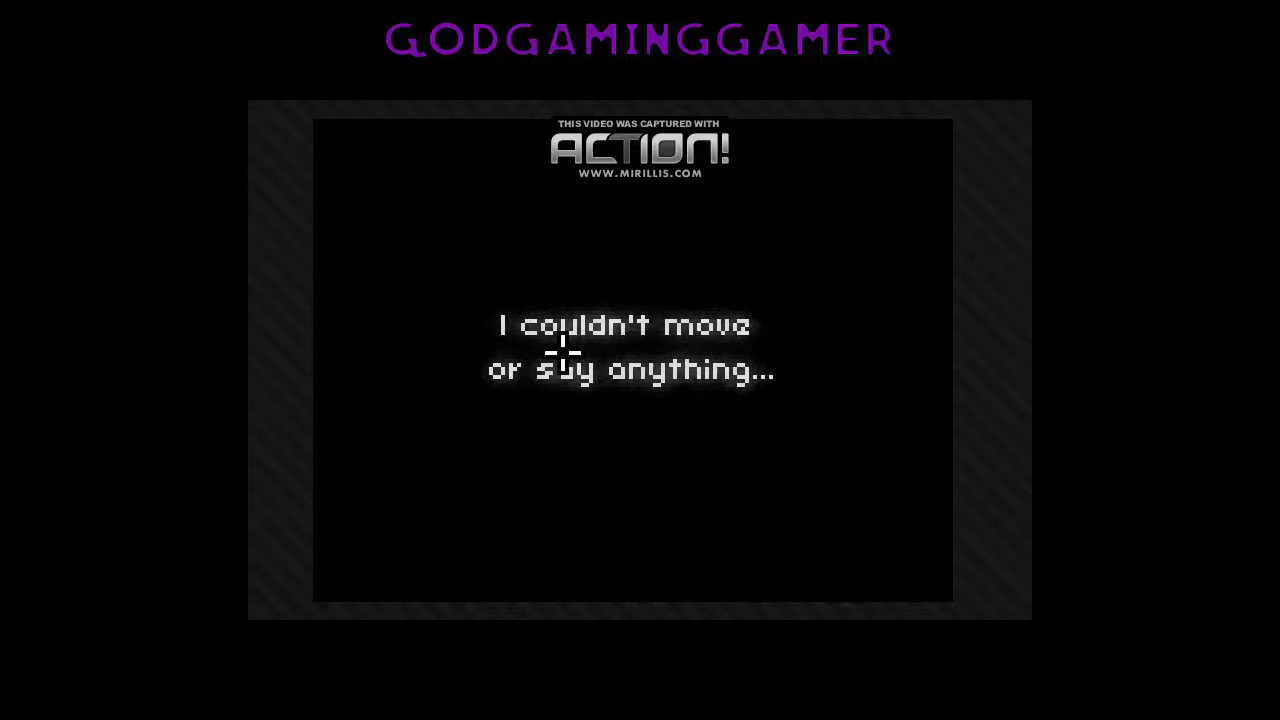 GODGAMINGGAMER
THIS VIDEO WAS CAPTURED WITH
ACTION!
WWW.MIRILLIS.COM
I couldn't move
or say anything...